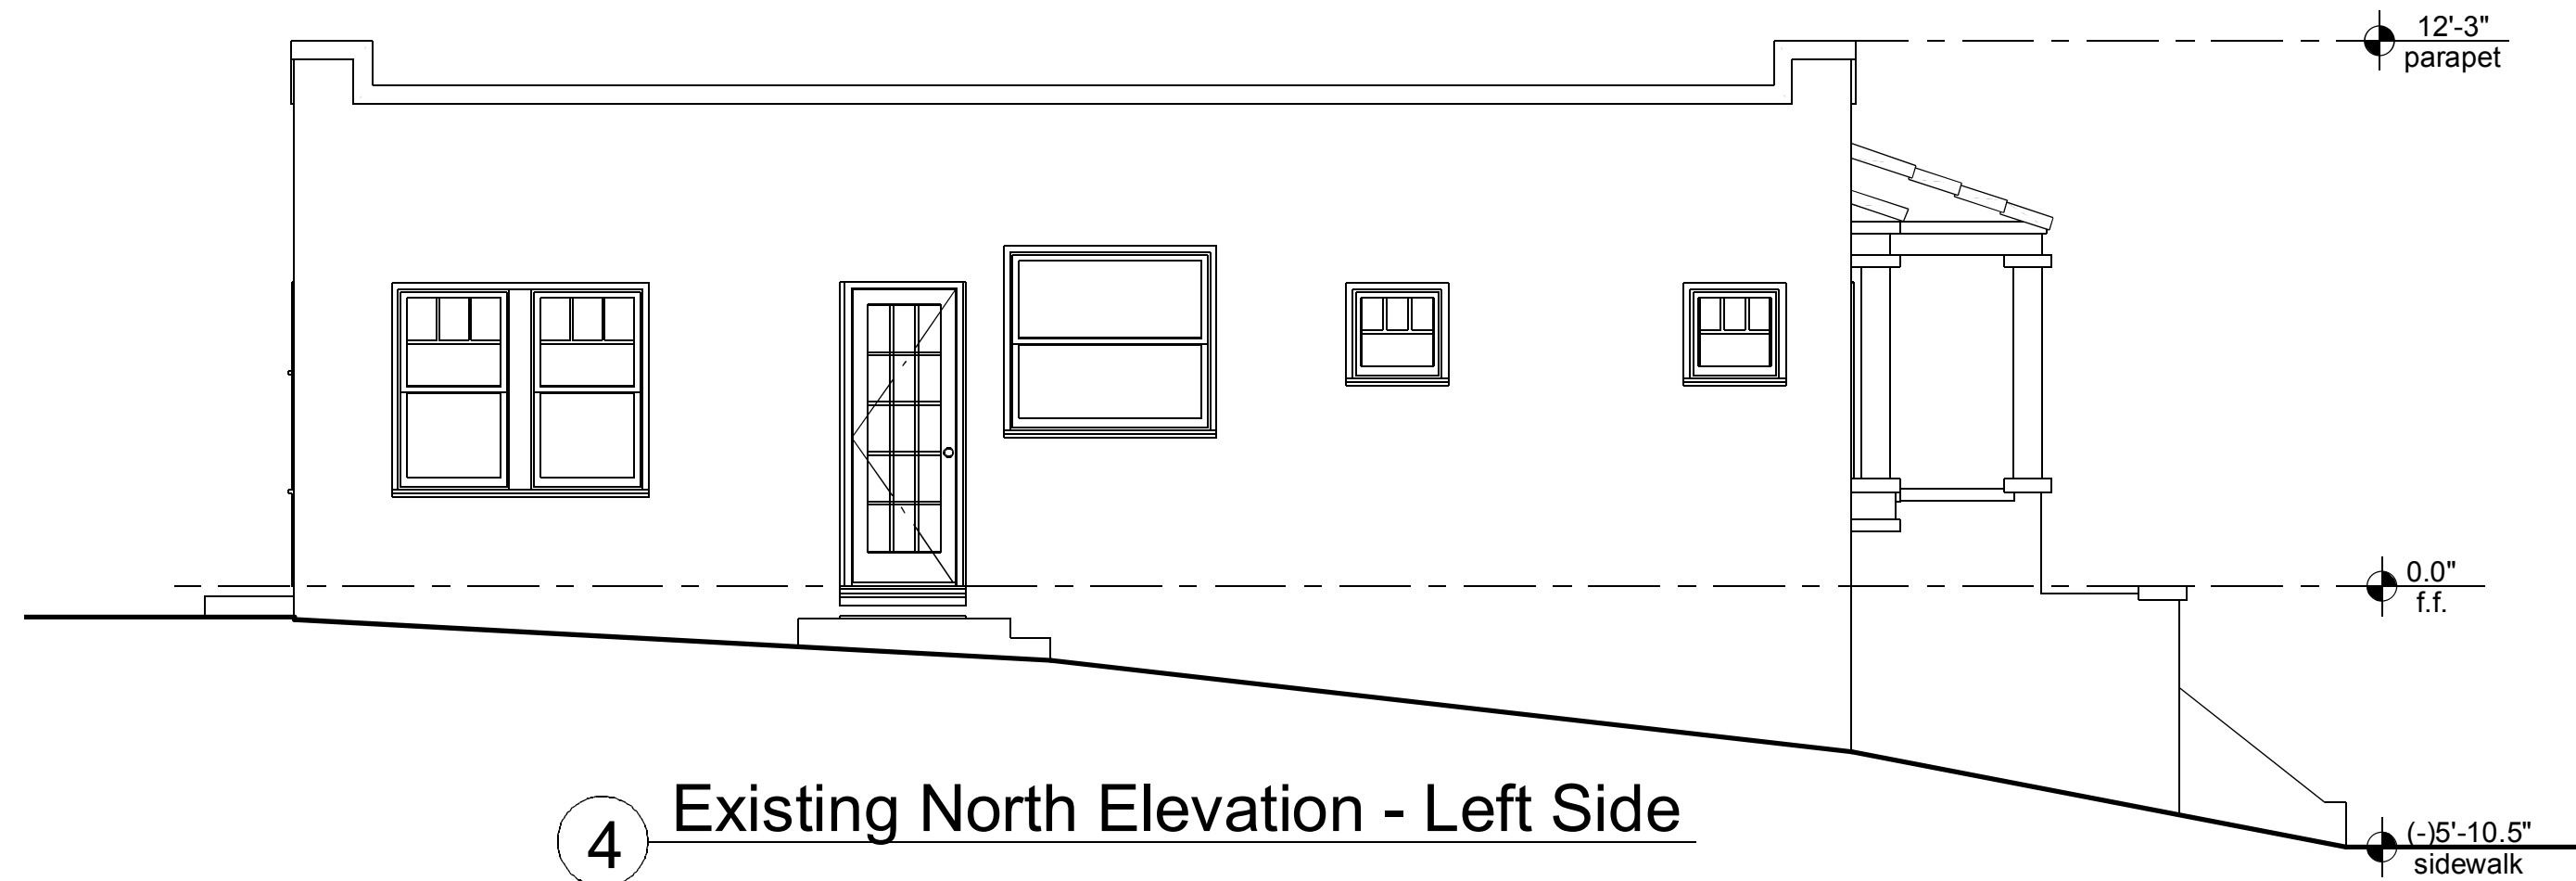 12'-3"
parapet
0.0"
f.f.
Existing North Elevation - Left Side
4
(-)5'-10.5"
sidewalk